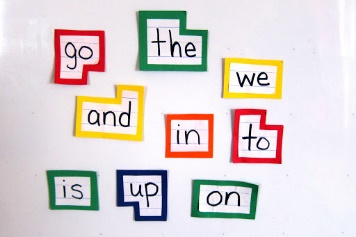 go the we
and in to
is up on